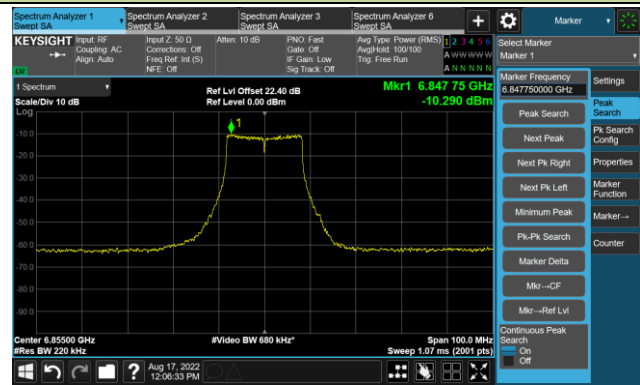 Spectrum Analyzer 1
Swept SA
Spectrum Analyzer 2
Swept SA
Spectrum Analyzer 3
Swept SA
Spectrum Analyzer 6
Swept SA
+
Marker
KEYSIGHT
Input: RF
Coupling: AC
Align: Auto
Input Z: 50 Ω
Corrections: Off
Freq Ref: Int (S)
NFE: Off
Atten: 10 dB
PNO: Fast
Gate: Off
IF Gain: Low
Sig Track: Off
Avg Type: Power (RMS)
Avg|Hold: 100/100
Trig: Free Run
1 2 3 4 5 6
A W W W W W
A N N N N N
LXI
Select Marker
Marker 1
1 Spectrum
Scale/Div 10 dB
Log
Ref Lvl Offset 22.40 dB
Ref Level 0.00 dBm
Mkr1 6.847 75 GHz
-10.290 dBm
1
-10.0
-20.0
-30.0
-40.0
-50.0
-60.0
-70.0
-80.0
-90.0
Center 6.85500 GHz
#Res BW 220 kHz
#Video BW 680 kHz*
Span 100.0 MHz
Sweep 1.07 ms (2001 pts)
Marker Frequency
6.847750000 GHz
Peak Search
Next Peak
Next Pk Right
Next Pk Left
Minimum Peak
Pk-Pk Search
Marker Delta
Mkr→CF
Mkr→Ref Lvl
Continuous Peak
Search
On
Off
Settings
Peak
Search
Pk Search
Config
Properties
Marker
Function
Marker→
Counter
?
Aug 17, 2022
12:06:33 PM